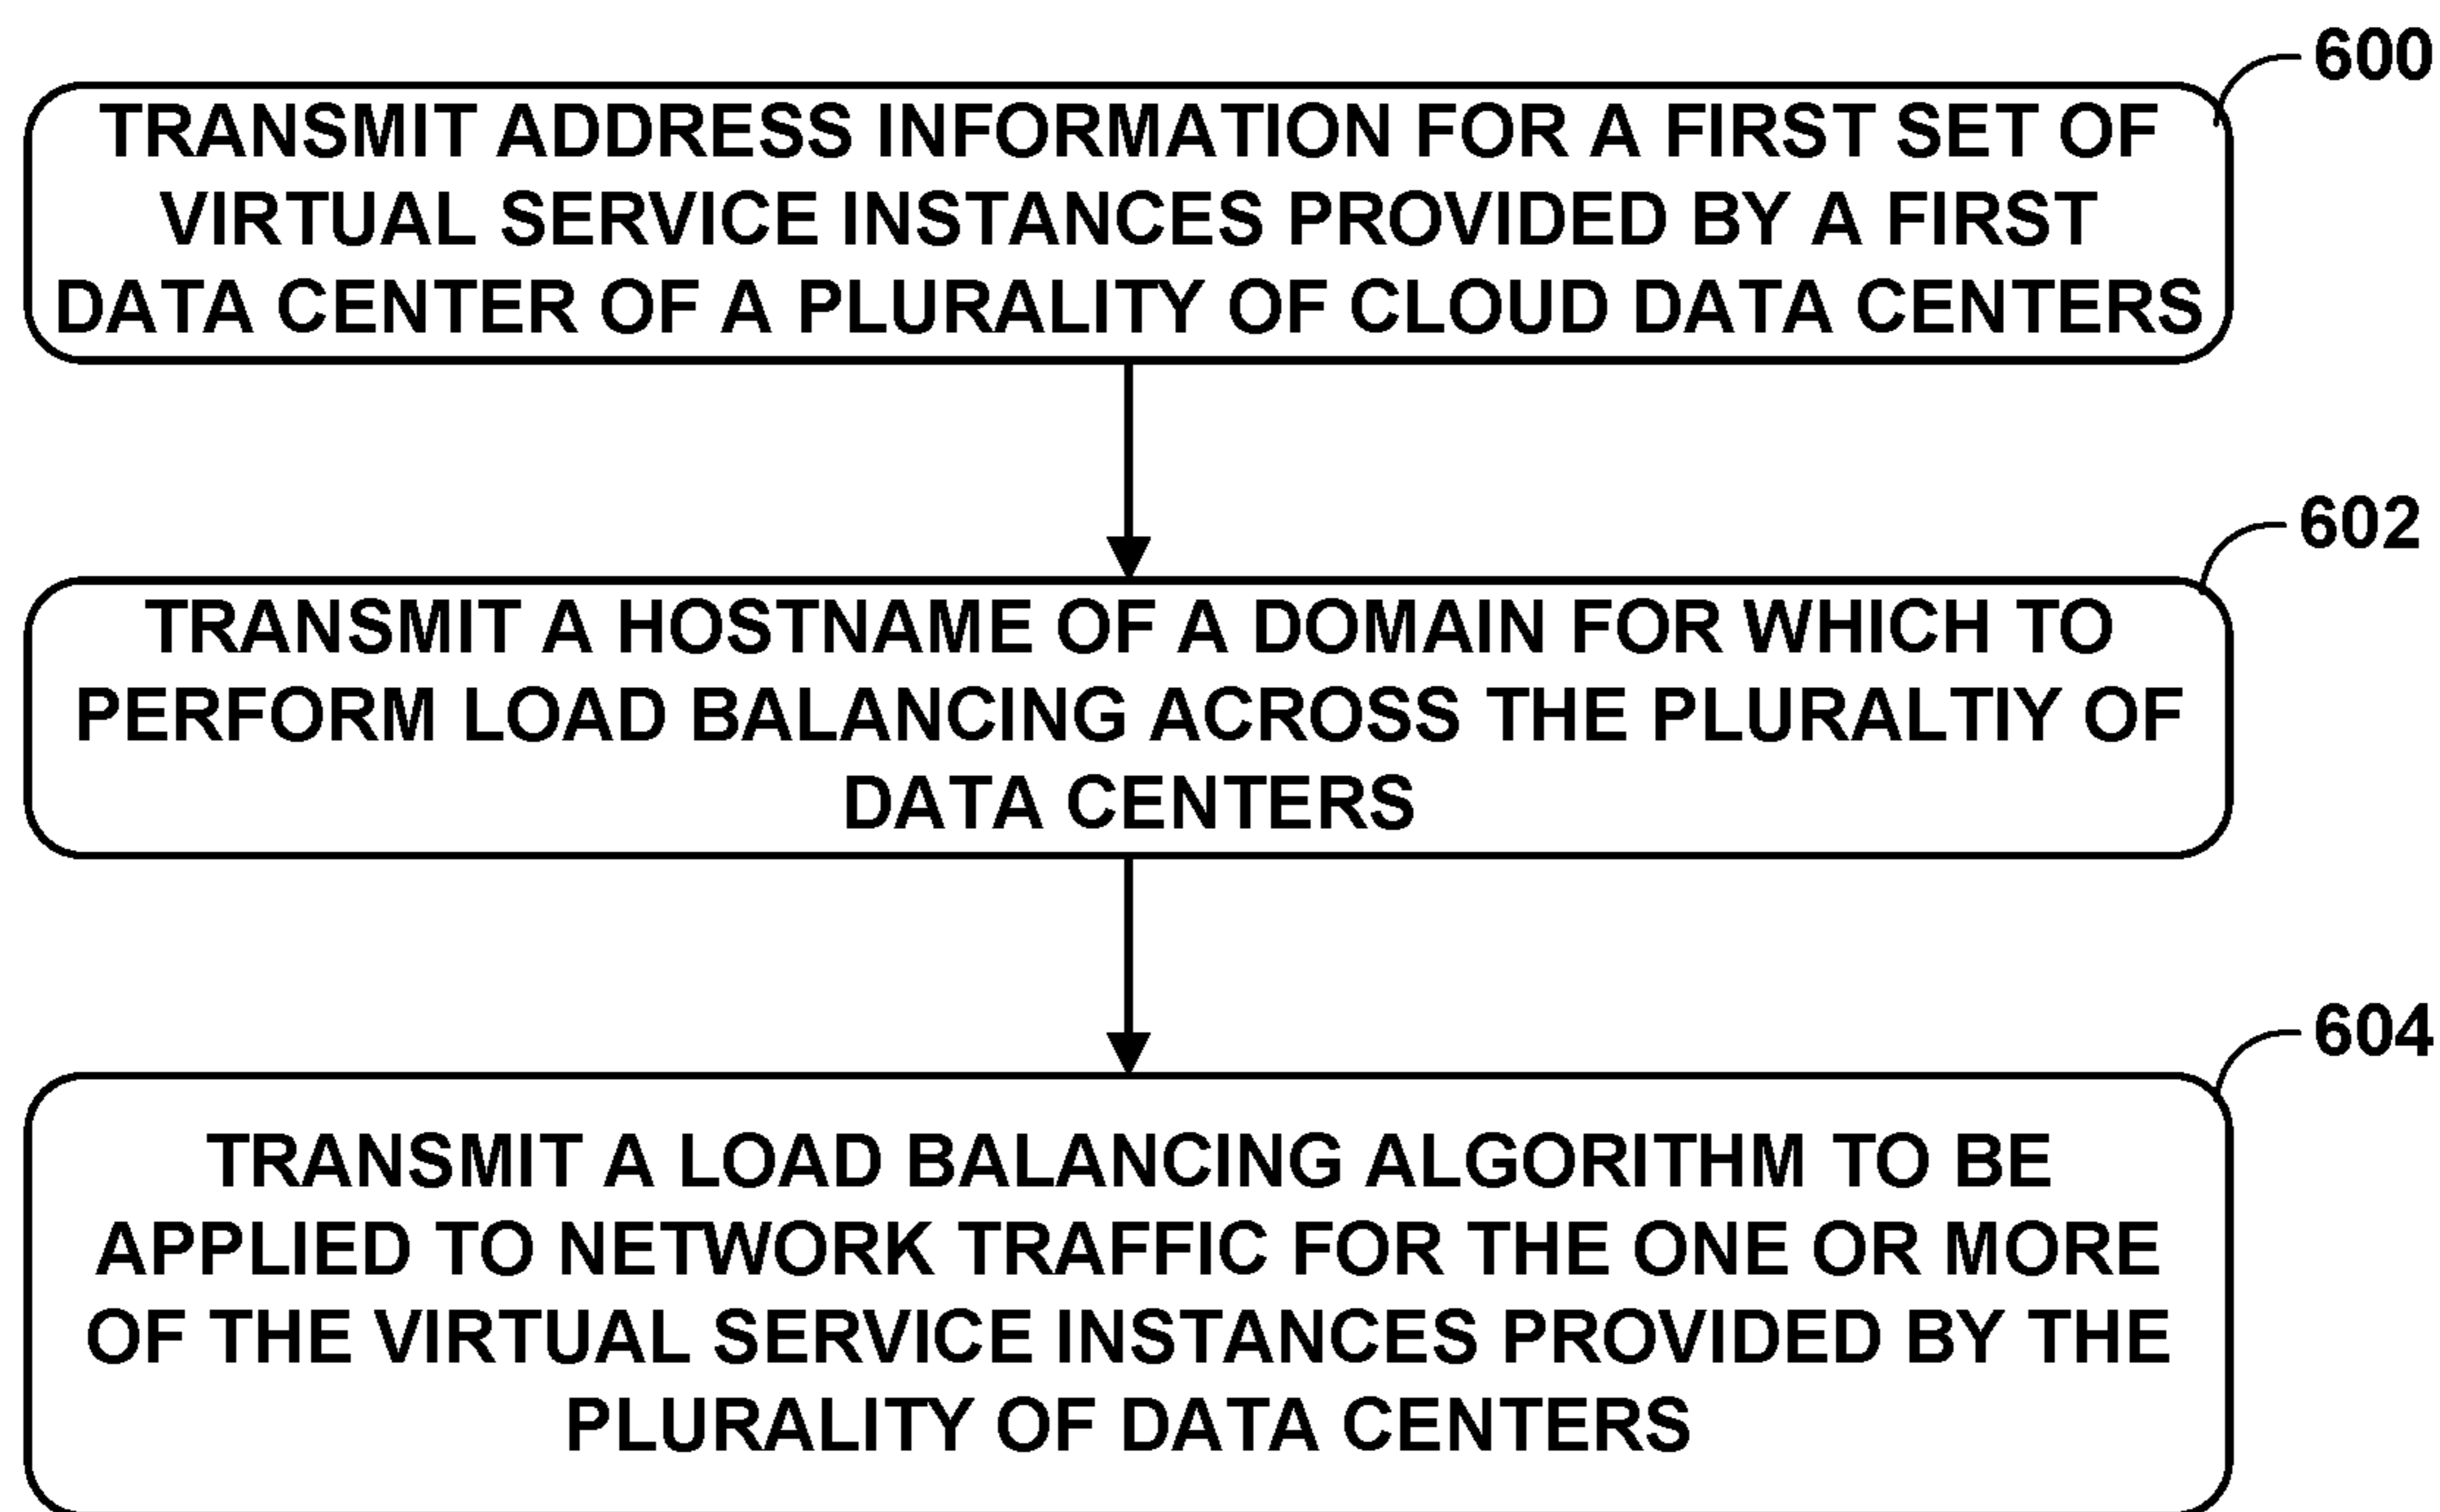 600
TRANSMIT ADDRESS INFORMATION FOR A FIRST SET OF
VIRTUAL SERVICE INSTANCES PROVIDED BY A FIRST
DATA CENTER OF A PLURALITY OF CLOUD DATA CENTERS
602
TRANSMIT A HOSTNAME OF A DOMAIN FOR WHICH TO
PERFORM LOAD BALANCING ACROSS THE PLURALTIY OF
DATA CENTERS
604
TRANSMIT A LOAD BALANCING ALGORITHM TO BE
APPLIED TO NETWORK TRAFFIC FOR THE ONE OR MORE
OF THE VIRTUAL SERVICE INSTANCES PROVIDED BY THE
PLURALITY OF DATA CENTERS